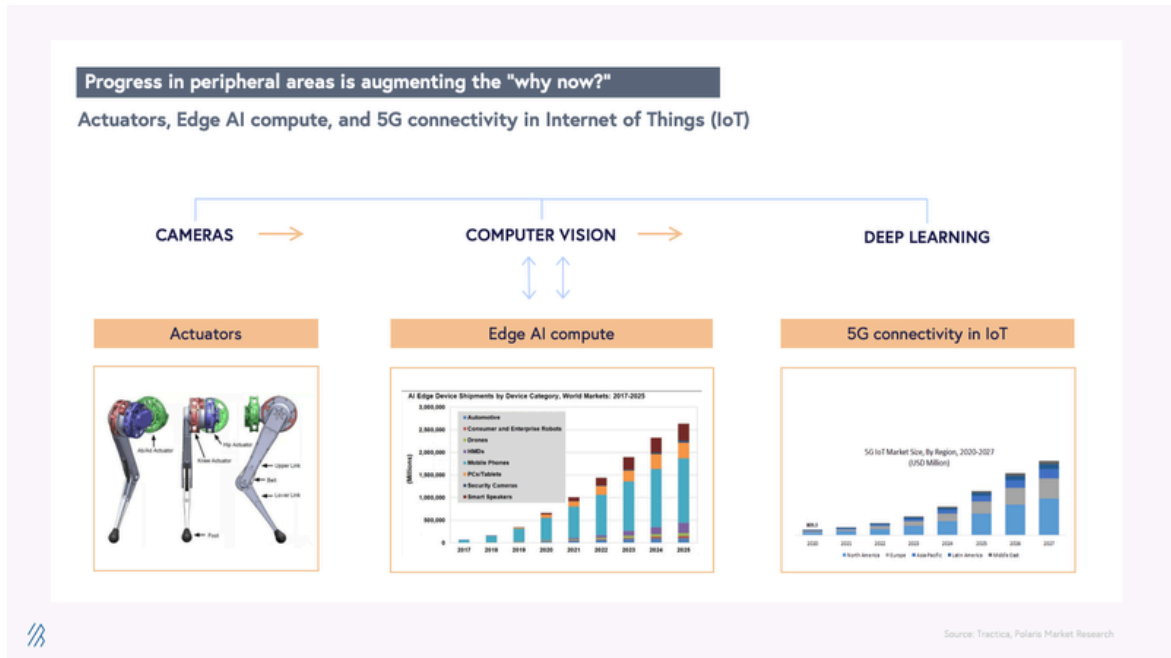 Progress in peripheral areas is augmenting the "why now?"
Actuators, Edge AI compute, and 5G connectivity in Internet of Things (IoT)
CAMERAS
COMPUTER VISION
DEEP LEARNING
Actuators
Edge AI compute
5G connectivity in IoT
Ab/Ad Actuator
Knee Actuator
Hip Actuator
Upper Link
Belt
Lower Link
Foot
AI Edge Device Shipments by Device Category, World Markets: 2017-2025
(Millions)
3,000,000
2,500,000
2,000,000
1,500,000
1,000,000
500,000
0
Automotive
Consumer and Enterprise Robots
Drones
HMDs
Mobile Phones
PCs/Tablets
Security Cameras
Smart Speakers
2017 2018 2019 2020 2021 2022 2023 2024 2025
5G IoT Market Size, By Region, 2020-2027
(USD Million)
2020 2021 2022 2023 2024 2025 2026 2027
North America Europe Asia Pacific Latin America Middle East
Source: Tractica, Polaris Market Research